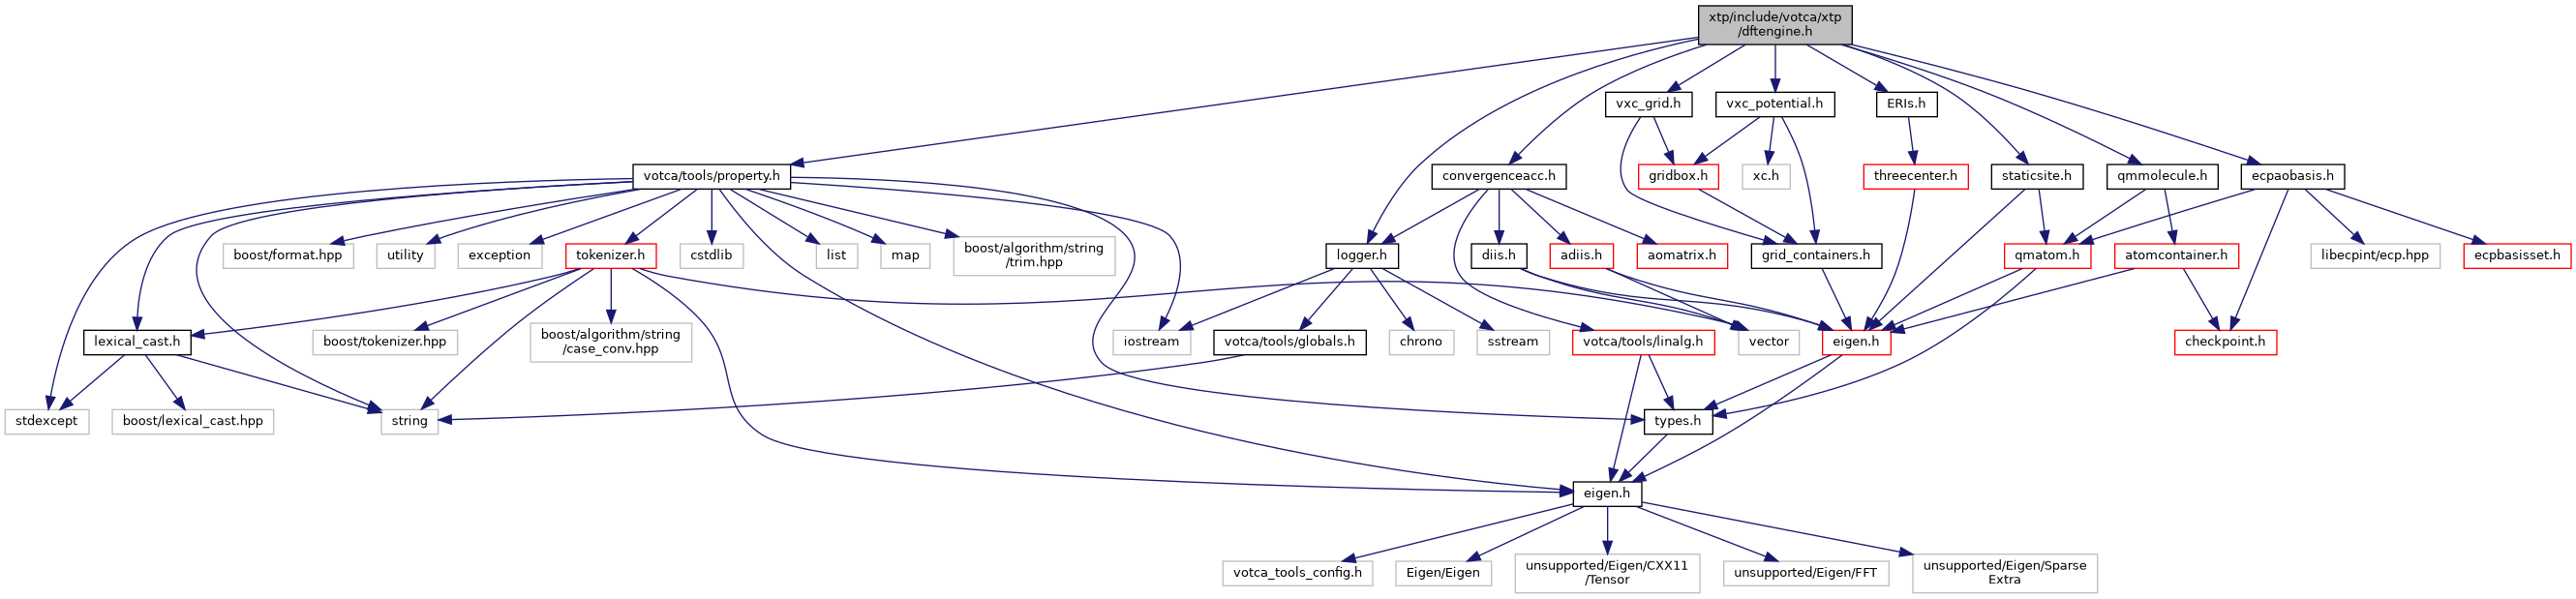 xtp/include/votca/xtp
/dftengine.h
vxc_grid.h
vxc_potential.h
ERIs.h
votca/tools/property.h
convergenceacc.h
gridbox.h
xc.h
threecenter.h
staticsite.h
qmmolecule.h
ecpaobasis.h
boost/format.hpp
utility
exception
tokenizer.h
cstdlib
list
map
boost/algorithm/string
/trim.hpp
logger.h
diis.h
adiis.h
aomatrix.h
grid_containers.h
qmatom.h
atomcontainer.h
libecpint/ecp.hpp
ecpbasisset.h
lexical_cast.h
boost/tokenizer.hpp
boost/algorithm/string
/case_conv.hpp
iostream
votca/tools/globals.h
chrono
sstream
votca/tools/linalg.h
vector
eigen.h
checkpoint.h
stdexcept
boost/lexical_cast.hpp
string
types.h
eigen.h
votca_tools_config.h
Eigen/Eigen
unsupported/Eigen/CXX11
/Tensor
unsupported/Eigen/FFT
unsupported/Eigen/Sparse
Extra